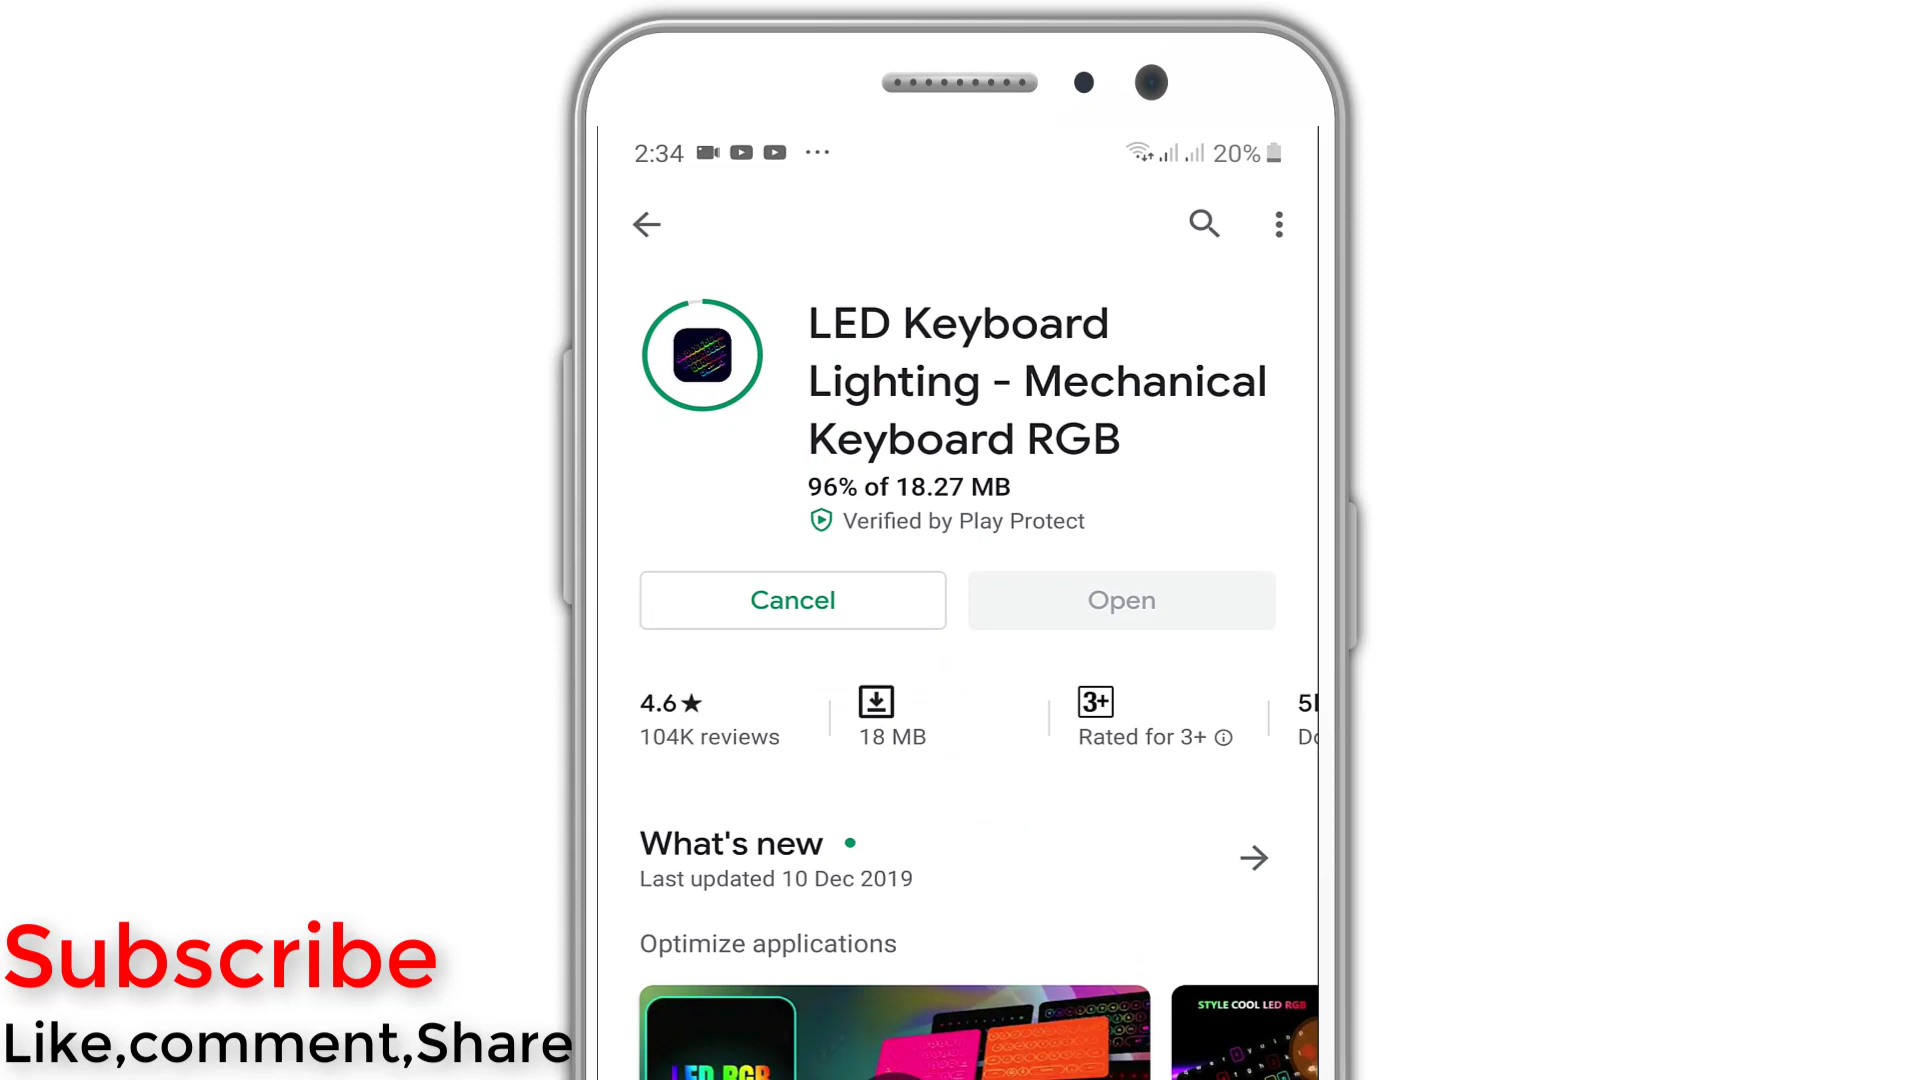 2:34 20%
LED Keyboard
Lighting - Mechanical
Keyboard RGB
96% of 18.27 MB
Verified by Play Protect
Cancel Open
4.6★ 3+
104K reviews 18 MB Rated for 3+
What's new
Last updated 10 Dec 2019
Optimize applications
STYLE COOL LED RGB
LED RGB
Subscribe
Like,comment,Share